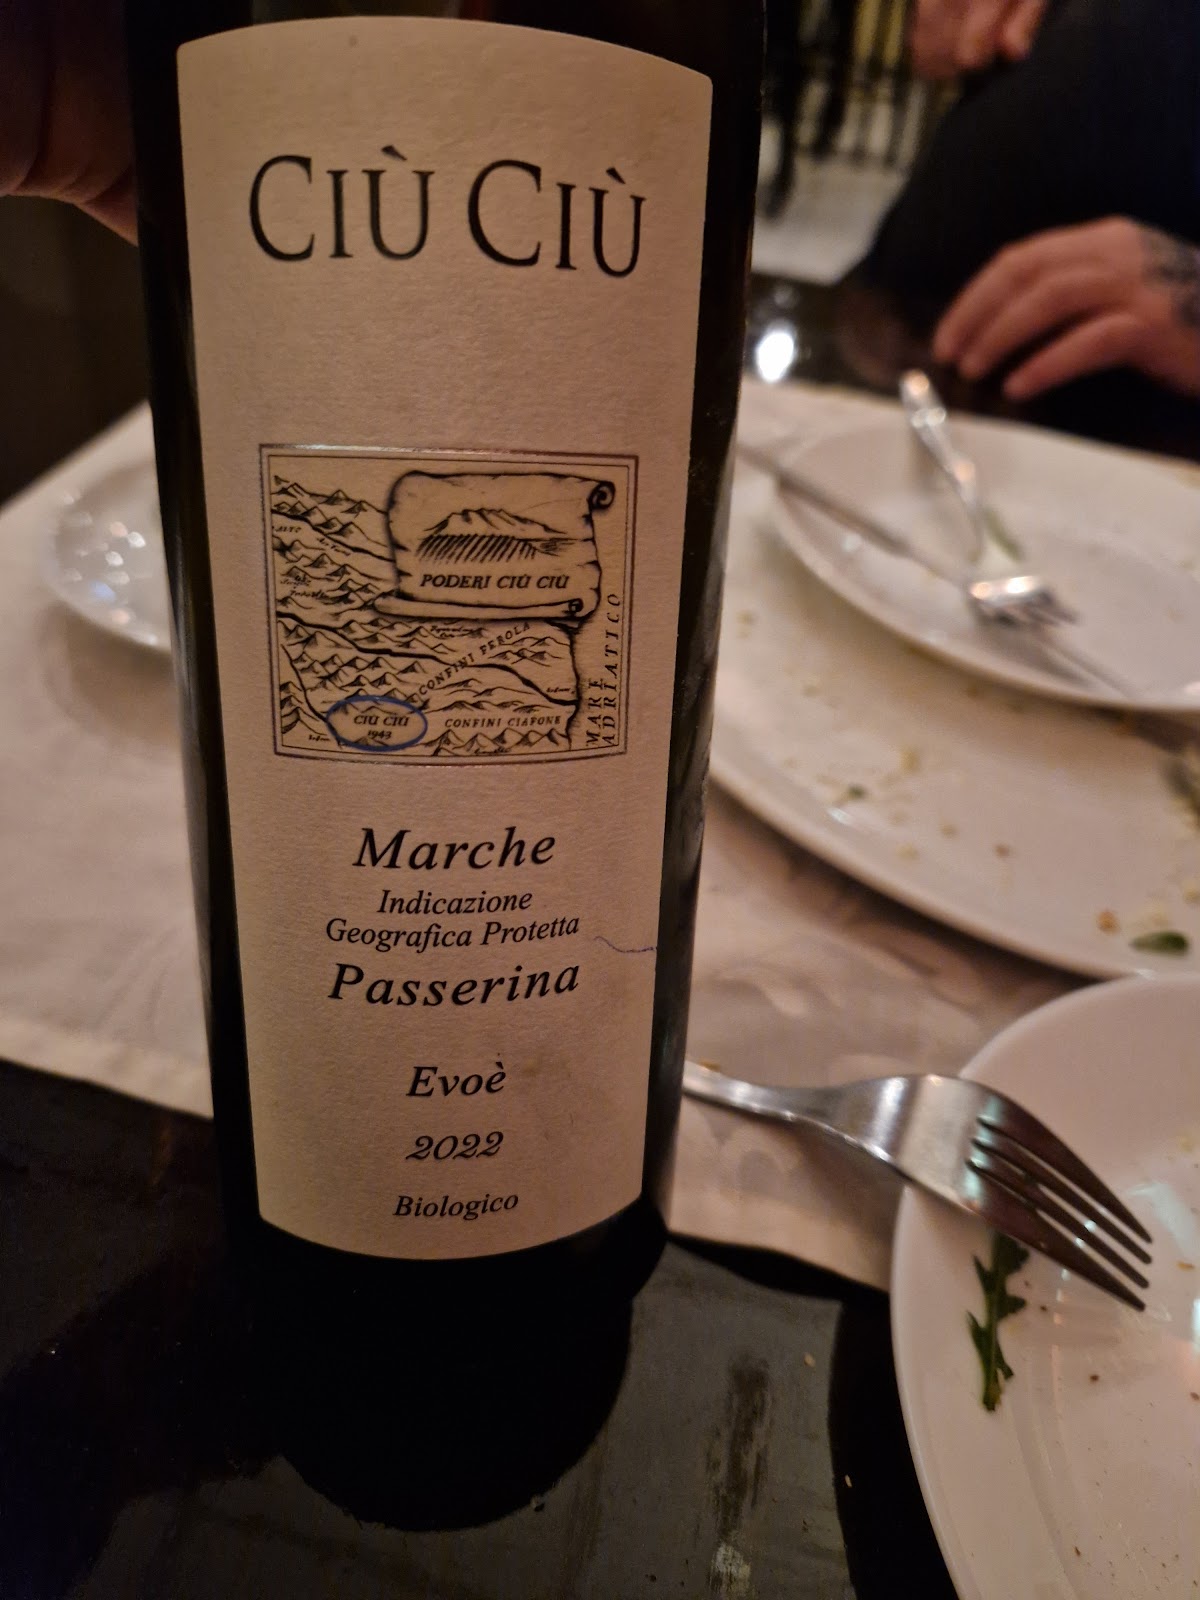 CIÙ CIÙ
PODERI CIÙ CIÙ
CONFINI FEROLA
MARE
ADRIATICO
CIÙ CIÙ
1943
CONFINI CIAFONE
Marche
Indicazione
Geografica Protetta
Passerina
Evoè
2022
Biologico